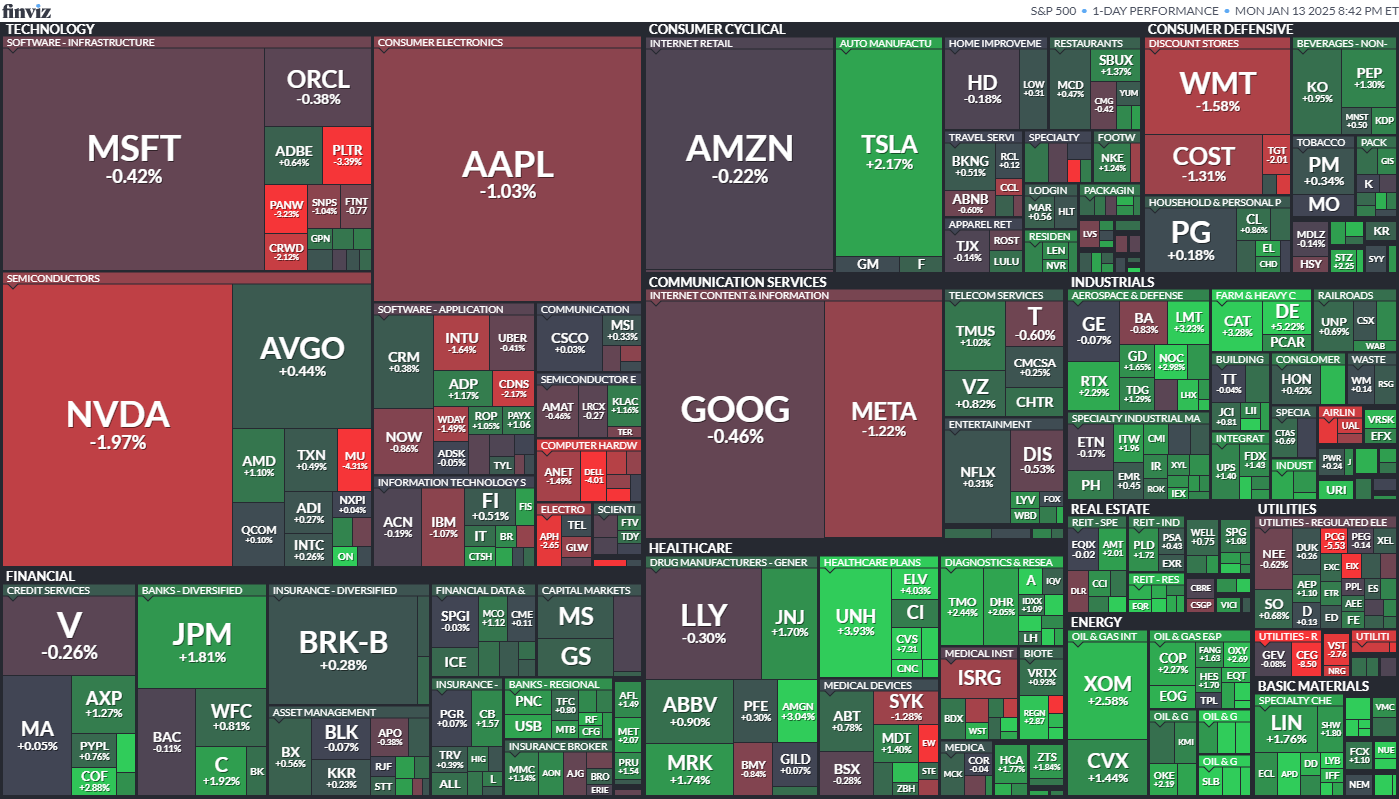 finviz
S&P 500 • 1-DAY PERFORMANCE • MON JAN 13 2025 8:42 PM ET
TECHNOLOGY
SOFTWARE - INFRASTRUCTURE
MSFT
-0.42%
ORCL
-0.38%
ADBE
+0.64%
PLTR
-3.39%
PANW
-3.23%
SNPS
-1.04%
FTNT
-0.77
CRWD
-2.12%
GPN
CONSUMER ELECTRONICS
AAPL
-1.03%
SEMICONDUCTORS
NVDA
-1.97%
AVGO
+0.44%
AMD
+1.10%
TXN
+0.49%
MU
-4.31%
QCOM
+0.10%
ADI
+0.27%
NXPI
+0.04%
INTC
+0.26%
ON
SOFTWARE - APPLICATION
CRM
+0.38%
INTU
-1.64%
UBER
-0.41%
ADP
+1.17%
CDNS
-2.17%
NOW
-0.86%
WDAY
-1.49%
ROP
+1.05%
PAYX
+1.06
ADSK
-0.05%
TYL
COMMUNICATION
CSCO
+0.03%
MSI
+0.33%
SEMICONDUCTOR E
AMAT
-0.46%
LRCX
-0.27
KLAC
+1.16%
TER
COMPUTER HARDW
ANET
-1.49%
DELL
-4.01
INFORMATION TECHNOLOGY S
ACN
-0.19%
IBM
-1.07%
FI
+0.51%
FIS
IT
BR
CTSH
ELECTRO
APH
-2.65
TEL
GLW
SCIENTI
FTV
TDY
FINANCIAL
CREDIT SERVICES
V
-0.26%
MA
+0.05%
AXP
+1.27%
PYPL
+0.76%
COF
+2.88%
BANKS - DIVERSIFIED
JPM
+1.81%
BAC
-0.11%
WFC
+0.81%
C
+1.92%
BK
INSURANCE - DIVERSIFIED
BRK-B
+0.28%
ASSET MANAGEMENT
BX
+0.56%
BLK
-0.07%
APO
-0.38%
KKR
+0.23%
RJF
STT
FINANCIAL DATA &
SPGI
-0.03%
MCO
+1.12
CME
+0.11
ICE
CAPITAL MARKETS
MS
GS
INSURANCE -
PGR
+0.07%
CB
+1.57
TRV
+0.39%
HIG
ALL
L
BANKS - REGIONAL
PNC
TFC
+0.80
USB
MTB
RF
CFG
INSURANCE BROKER
MMC
+1.14%
AON
AJG
BRO
ERIE
AFL
+1.49
MET
+2.07
PRU
+1.54
CONSUMER CYCLICAL
INTERNET RETAIL
AMZN
-0.22%
AUTO MANUFACTU
TSLA
+2.17%
GM
F
HOME IMPROVEME
HD
-0.18%
LOW
+0.31
RESTAURANTS
MCD
+0.47%
SBUX
+1.37%
CMG
-0.42
YUM
TRAVEL SERVI
BKNG
+0.51%
RCL
+0.12
CCL
ABNB
-0.60%
SPECIALTY
FOOTW
NKE
+1.24%
LODGIN
MAR
+0.56
HLT
PACKAGIN
APPAREL RET
TJX
-0.14%
ROST
LULU
RESIDEN
LEN
NVR
LVS
CONSUMER DEFENSIVE
DISCOUNT STORES
WMT
-1.58%
COST
-1.31%
TGT
-2.01
BEVERAGES - NON-
KO
+0.95%
PEP
+1.30%
MNST
+0.50
KDP
TOBACCO
PM
+0.34%
MO
PACK
GIS
K
HOUSEHOLD & PERSONAL P
PG
+0.18%
CL
+0.86%
EL
CHD
MDLZ
-0.14%
HSY
STZ
+2.25
KR
SYY
COMMUNICATION SERVICES
INTERNET CONTENT & INFORMATION
GOOG
-0.46%
META
-1.22%
TELECOM SERVICES
TMUS
+1.02%
T
-0.60%
CMCSA
+0.25%
VZ
+0.82%
CHTR
ENTERTAINMENT
NFLX
+0.31%
DIS
-0.53%
LYV
FOX
WBD
INDUSTRIALS
AEROSPACE & DEFENSE
GE
-0.07%
BA
-0.83%
LMT
+3.23%
RTX
+2.29%
GD
+1.65%
NOC
+2.98%
TDG
+1.29%
LHX
FARM & HEAVY C
CAT
+3.28%
DE
+5.22%
PCAR
RAILROADS
UNP
+0.69%
CSX
WAB
BUILDING
TT
-0.04%
JCI
+0.81
LII
CONGLOMER
HON
+0.42%
WASTE
WM
+0.14
RSG
SPECIALTY INDUSTRIAL MA
ETN
-0.17%
ITW
+1.96
CMI
PH
EMR
+0.45
IR
XYL
ROK
IEX
INTEGRAT
UPS
+1.40
FDX
+1.43
SPECIA
CTAS
+0.69
AIRLIN
UAL
VRSK
EFX
INDUST
PWR
+0.24
J
URI
HEALTHCARE
DRUG MANUFACTURERS - GENER
LLY
-0.30%
JNJ
+1.70%
ABBV
+0.90%
PFE
+0.30%
AMGN
+3.04%
MRK
+1.74%
BMY
-0.84%
GILD
+0.07%
HEALTHCARE PLANS
UNH
+3.93%
ELV
+4.03%
CI
CVS
+7.31
CNC
MEDICAL DEVICES
ABT
+0.78%
SYK
-1.28%
MDT
+1.40%
EW
BSX
-0.28%
STE
ZBH
DIAGNOSTICS & RESEA
TMO
+2.44%
DHR
+2.05%
A
IQV
IDXX
+1.09
LH
MEDICAL INST
ISRG
BDX
WST
BIOTE
VRTX
+0.93%
REGN
+2.87
MEDICA
MCK
COR
-0.04
HCA
+1.77%
ZTS
+1.84%
REAL ESTATE
REIT - SPE
EQIX
-0.02
AMT
+2.01
DLR
CCI
REIT - IND
PLD
+1.72
PSA
+0.43
EXR
WELL
+0.75
SPG
+1.08
REIT - RES
EQR
CBRE
CSGP
VICI
UTILITIES
UTILITIES - REGULATED ELE
NEE
-0.62%
DUK
+0.26
PCG
-5.53
PEG
-0.14
XEL
EXC
EIX
SO
+0.68%
AEP
+1.10
ETR
PPL
ES
D
+0.13
AEE
ED
FE
UTILITIES - R
GEV
-0.08%
CEG
-8.50
VST
-2.76
NRG
UTILITI
ENERGY
OIL & GAS INT
XOM
+2.58%
CVX
+1.44%
OIL & GAS E&P
COP
+2.27%
FANG
+1.63
OXY
+2.69
EOG
HES
+1.70
EQT
TPL
OIL & G
KMI
OKE
+2.19
OIL & G
OIL & G
SLB
BASIC MATERIALS
SPECIALTY CHE
LIN
+1.76%
SHW
+1.80
ECL
APD
DD
LYB
IFF
VMC
FCX
+1.10
NUE
NEM